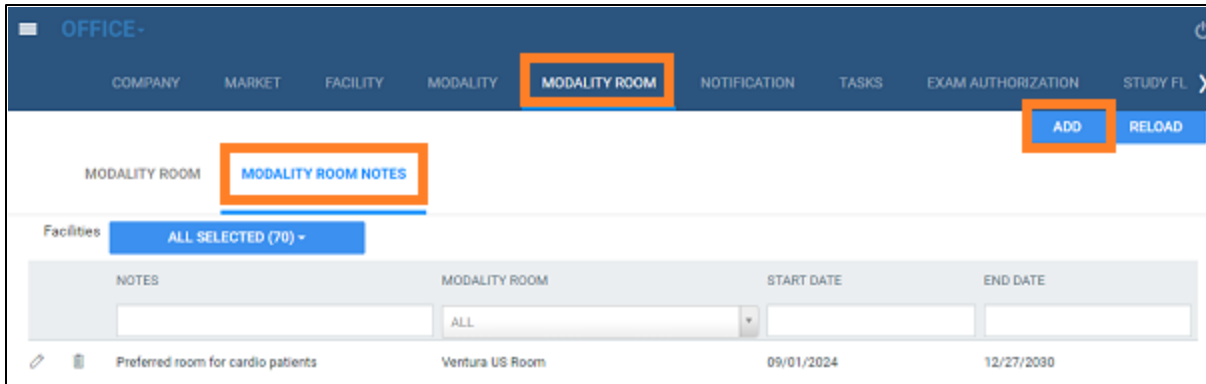 OFFICE-
COMPANY MARKET FACILITY MODALITY MODALITY ROOM NOTIFICATION TASKS EXAM AUTHORIZATION STUDY FL
ADD RELOAD
MODALITY ROOM MODALITY ROOM NOTES
Facilities ALL SELECTED (70)
NOTES MODALITY ROOM START DATE END DATE
ALL
Preferred room for cardio patients Ventura US Room 09/01/2024 12/27/2030